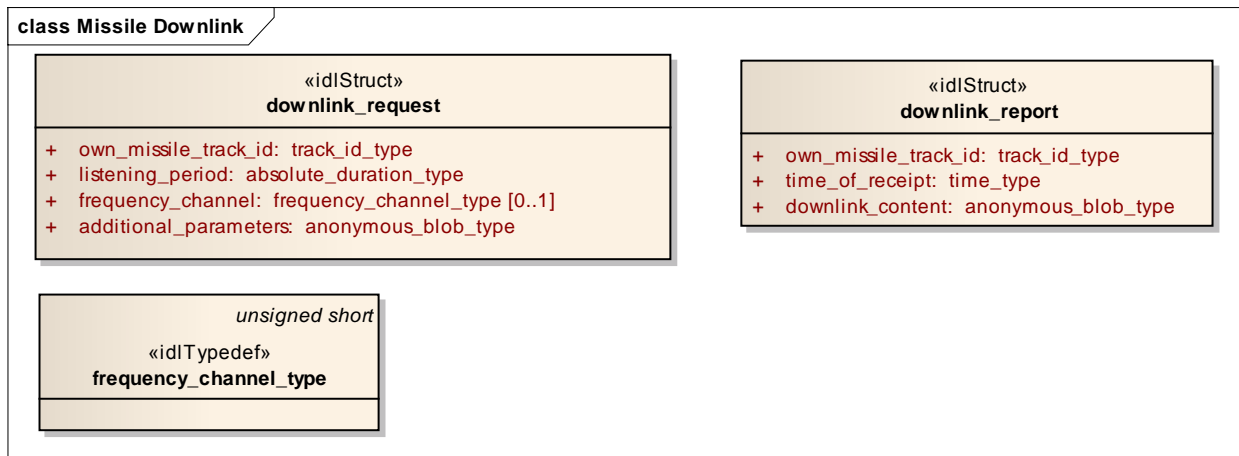 class Missile Downlink
«idlStruct»
downlink_request
+ own_missile_track_id: track_id_type
+ listening_period: absolute_duration_type
+ frequency_channel: frequency_channel_type [0..1]
+ additional_parameters: anonymous_blob_type
«idlStruct»
downlink_report
+ own_missile_track_id: track_id_type
+ time_of_receipt: time_type
+ downlink_content: anonymous_blob_type
unsigned short
«idlTypedef»
frequency_channel_type